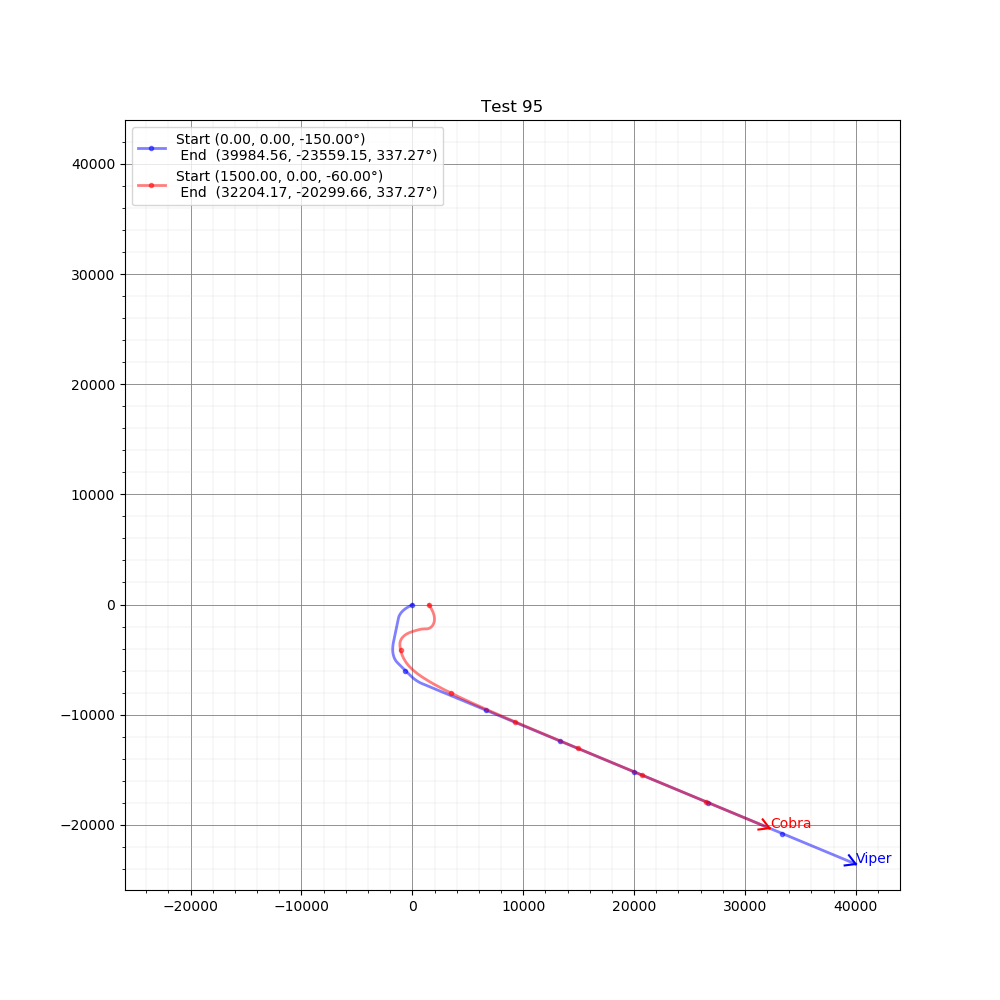 Test 95
Start (0.00, 0.00, -150.00°)
End  (39984.56, -23559.15, 337.27°)
Start (1500.00, 0.00, -60.00°)
End  (32204.17, -20299.66, 337.27°)
40000
30000
20000
10000
0
−10000
−20000
Cobra
Viper
−20000
−10000
0
10000
20000
30000
40000